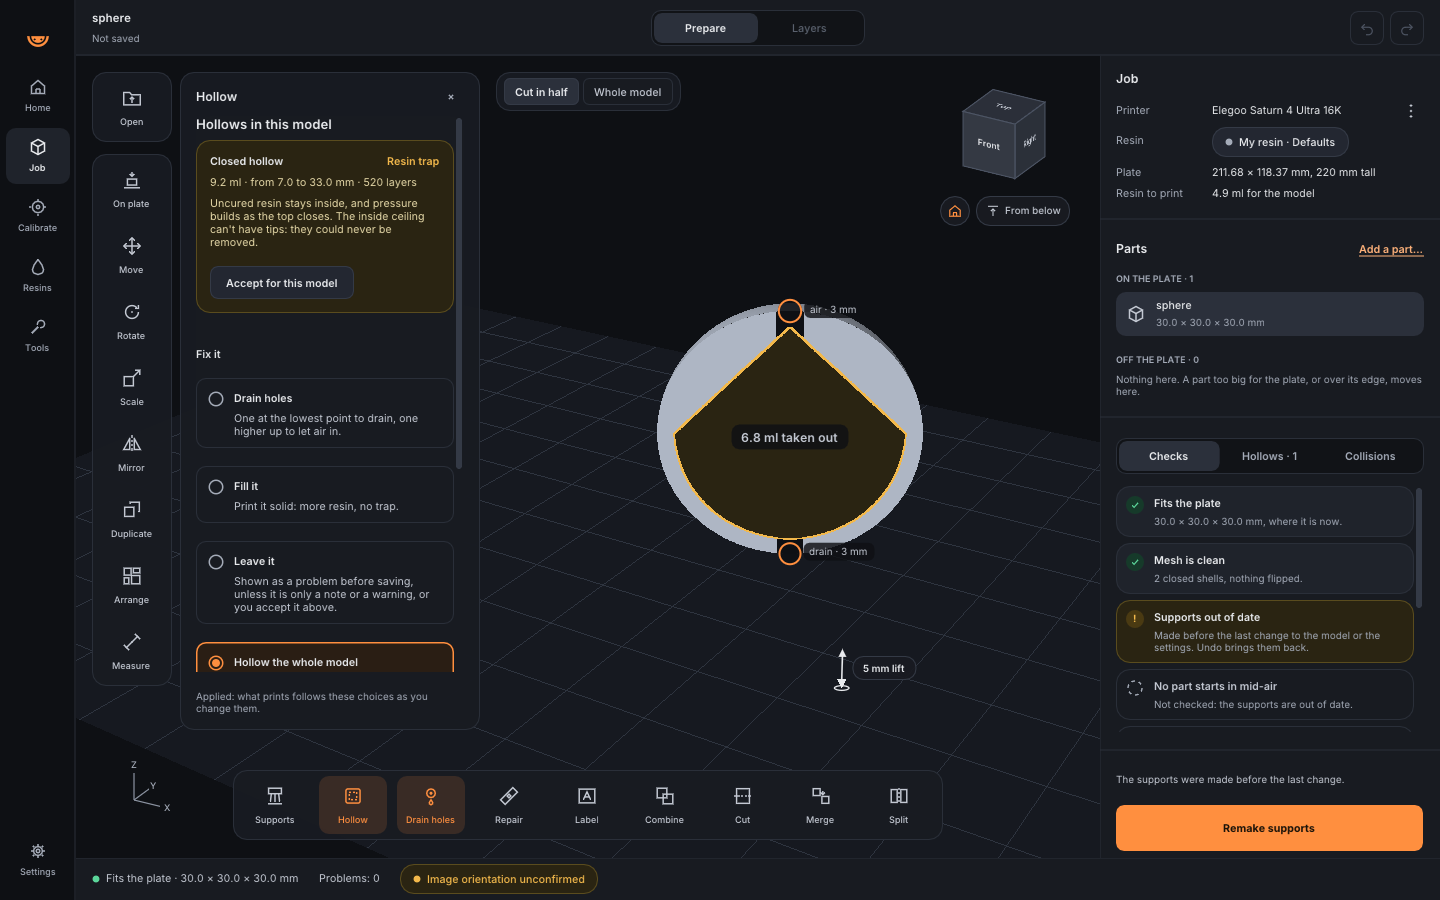 sphere
Not saved
Prepare
Layers
Home
Job
Calibrate
Resins
Tools
Settings
Open
On plate
Move
Rotate
Scale
Mirror
Duplicate
Arrange
Measure
Hollow
×
Hollows in this model
Closed hollow
Resin trap
9.2 ml · from 7.0 to 33.0 mm · 520 layers
Uncured resin stays inside, and pressure
builds as the top closes. The inside ceiling
can't have tips: they could never be
removed.
Accept for this model
Fix it
Drain holes
One at the lowest point to drain, one
higher up to let air in.
Fill it
Print it solid: more resin, no trap.
Leave it
Shown as a problem before saving,
unless it is only a note or a warning, or
you accept it above.
Hollow the whole model
Applied: what prints follows these choices as you
change them.
Cut in half
Whole model
Top
Front
Right
From below
air · 3 mm
6.8 ml taken out
drain · 3 mm
5 mm lift
Z
Y
X
Supports
Hollow
Drain holes
Repair
Label
Combine
Cut
Merge
Split
Job
Printer
Elegoo Saturn 4 Ultra 16K
Resin
My resin · Defaults
Plate
211.68 × 118.37 mm, 220 mm tall
Resin to print
4.9 ml for the model
Parts
Add a part...
ON THE PLATE · 1
sphere
30.0 × 30.0 × 30.0 mm
OFF THE PLATE · 0
Nothing here. A part too big for the plate, or over its edge, moves
here.
Checks
Hollows · 1
Collisions
Fits the plate
30.0 × 30.0 × 30.0 mm, where it is now.
Mesh is clean
2 closed shells, nothing flipped.
Supports out of date
Made before the last change to the model or the
settings. Undo brings them back.
No part starts in mid-air
Not checked: the supports are out of date.
The supports were made before the last change.
Remake supports
Fits the plate · 30.0 × 30.0 × 30.0 mm
Problems: 0
Image orientation unconfirmed